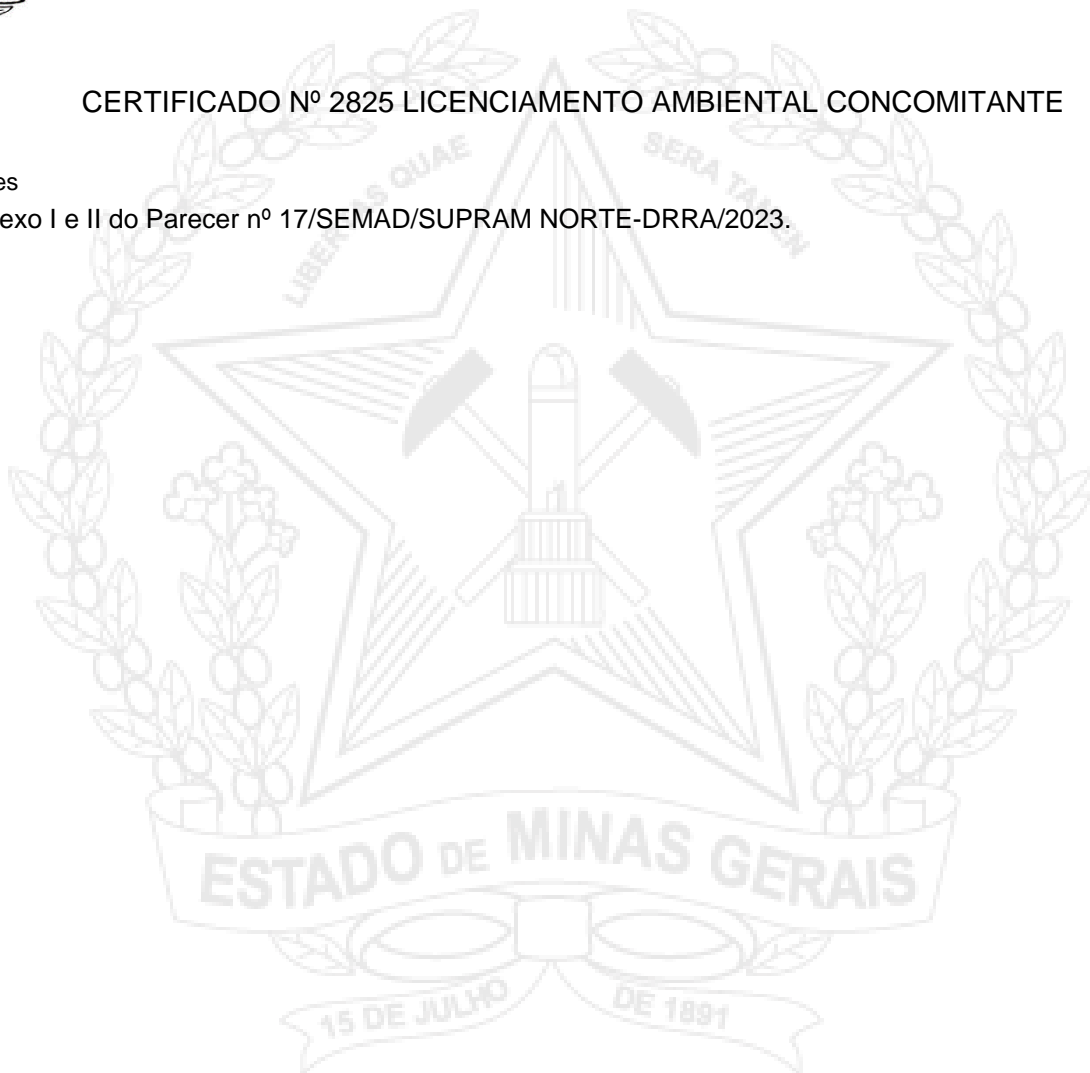 CERTIFICADO Nº 2825 LICENCIAMENTO AMBIENTAL CONCOMITANTE
es
exo I e II do Parecer nº 17/SEMAD/SUPRAM NORTE-DRRA/2023.
LIBERTAS QUAE SERA TAMEN
ESTADO DE MINAS GERAIS
15 DE JULHO DE 1891